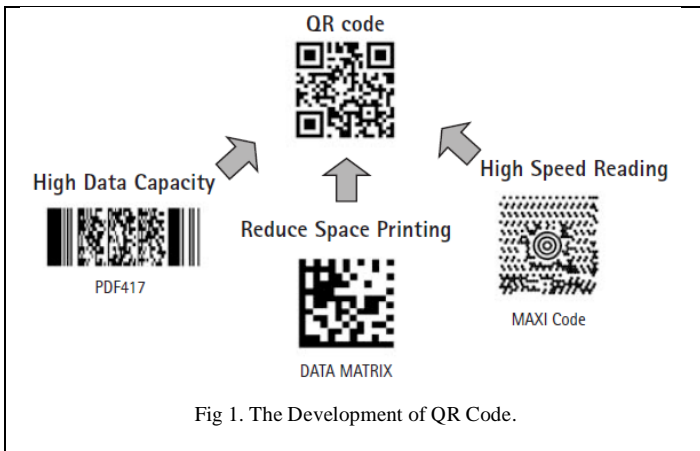 QR code
High Data Capacity
PDF417
Reduce Space Printing
DATA MATRIX
High Speed Reading
MAXI Code
Fig 1. The Development of QR Code.